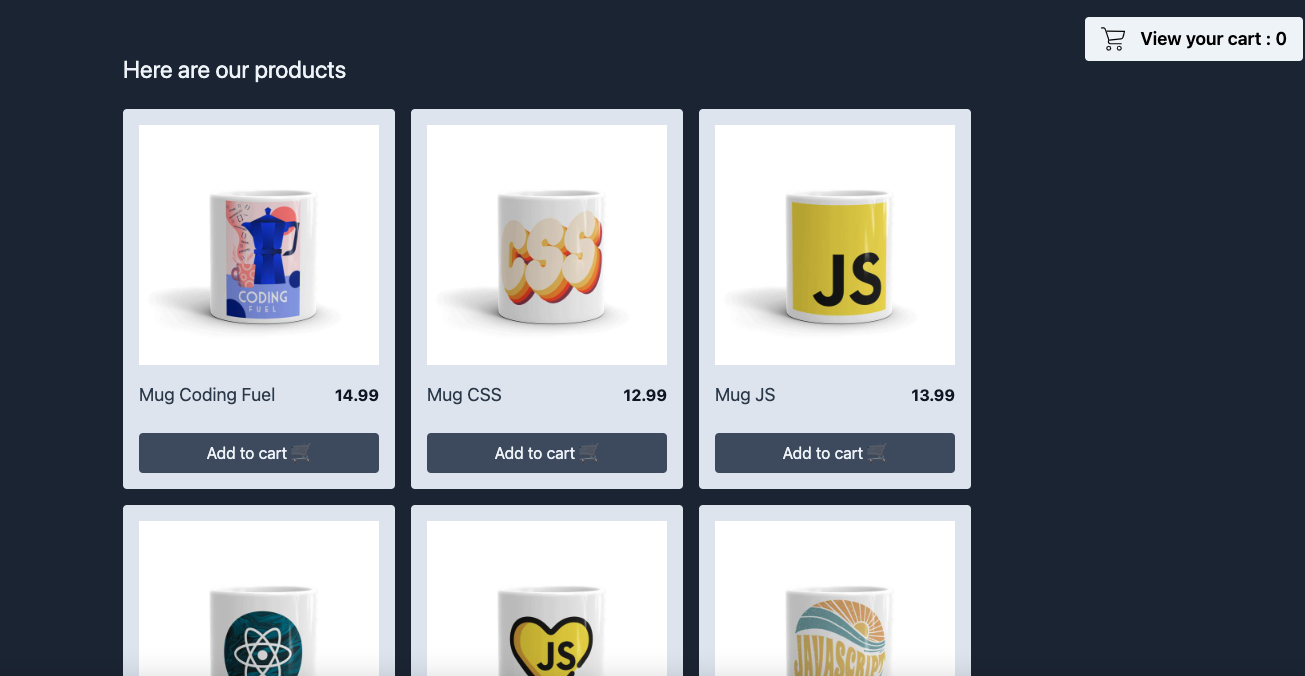 View your cart : 0
Here are our products
CODING
FUEL
CSS
JS
Mug Coding Fuel 14.99
Mug CSS 12.99
Mug JS 13.99
Add to cart
Add to cart
Add to cart
JS
JAVASCRIPT